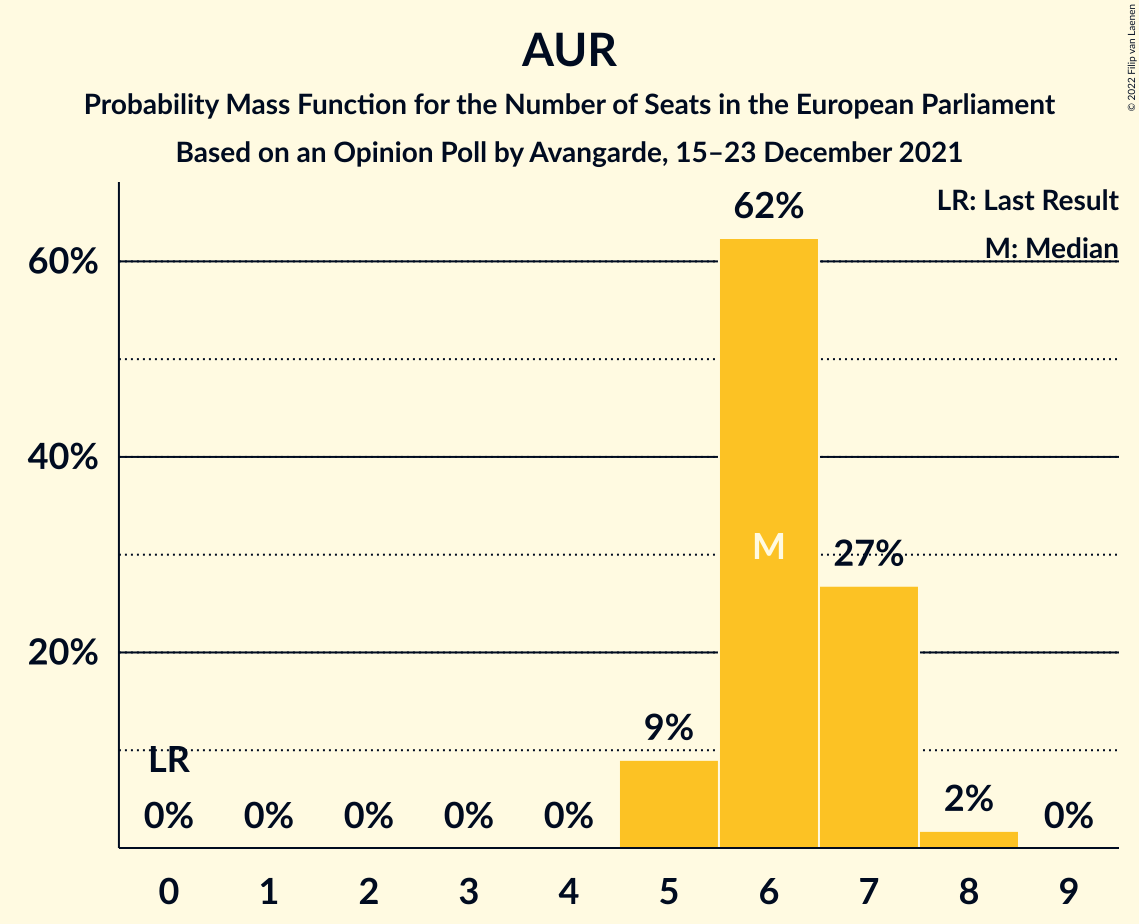 AUR
Probability Mass Function for the Number of Seats in the European Parliament
Based on an Opinion Poll by Avangarde, 15–23 December 2021
© 2022 Filip van Laenen
LR: Last Result
M: Median
62%
60%
40%
20%
M
27%
9%
2%
LR
0%
0%
0%
0%
0%
0%
0 1 2 3 4 5 6 7 8 9